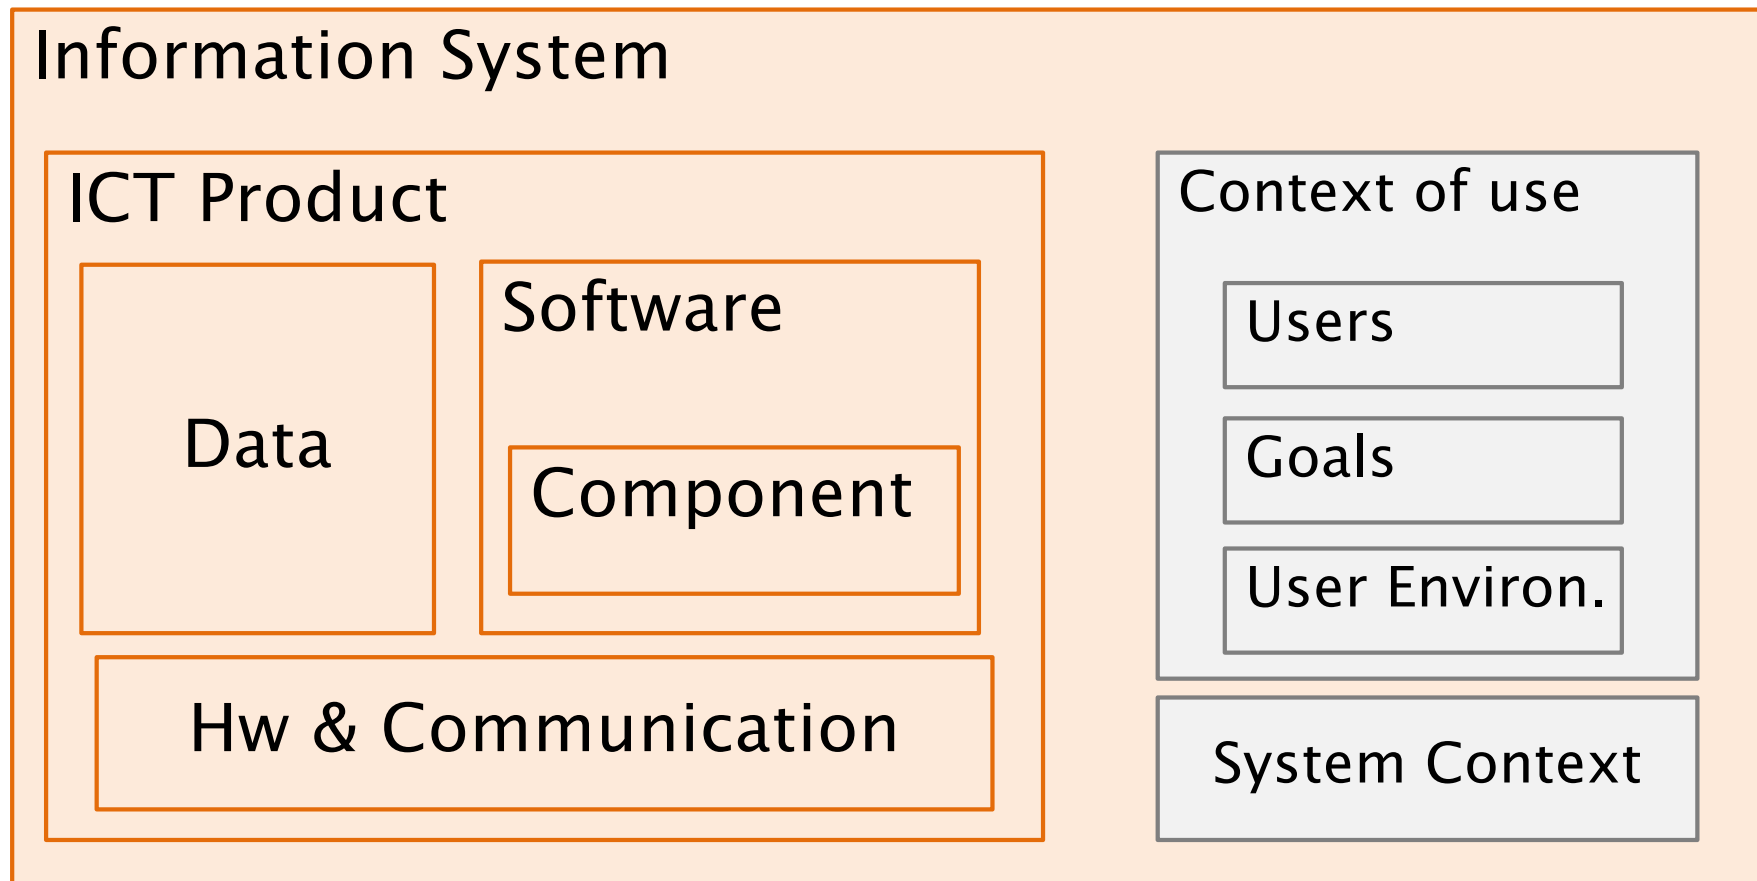 Information System
ICT Product
Data
Software
Component
Hw & Communication
Context of use
Users
Goals
User Environ.
System Context